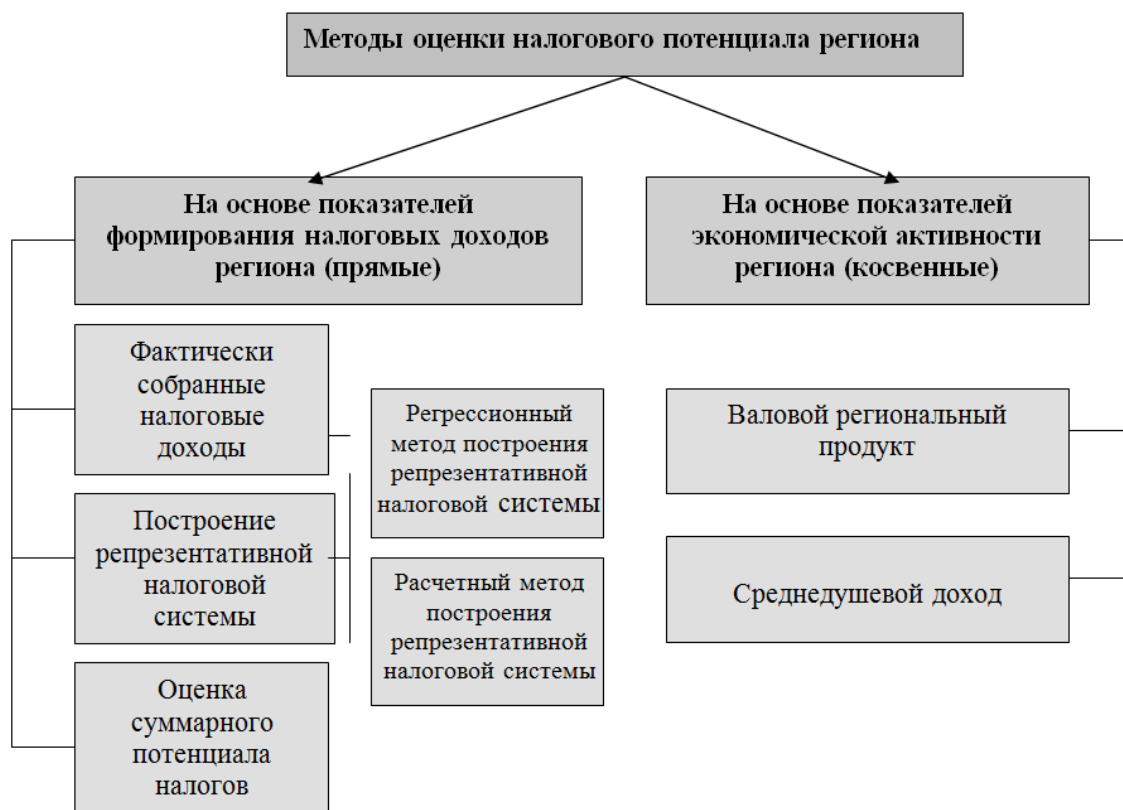 Методы оценки налогового потенциала региона
На основе показателей
формирования налоговых доходов
региона (прямые)
На основе показателей
экономической активности
региона (косвенные)
Фактически
собранные
налоговые
доходы
Регрессионный
метод построения
репрезентативной
налоговой системы
Валовой региональный
продукт
Построение
репрезентативной
налоговой
системы
Расчетный метод
построения
репрезентативной
налоговой системы
Среднедушевой доход
Оценка
суммарного
потенциала
налогов